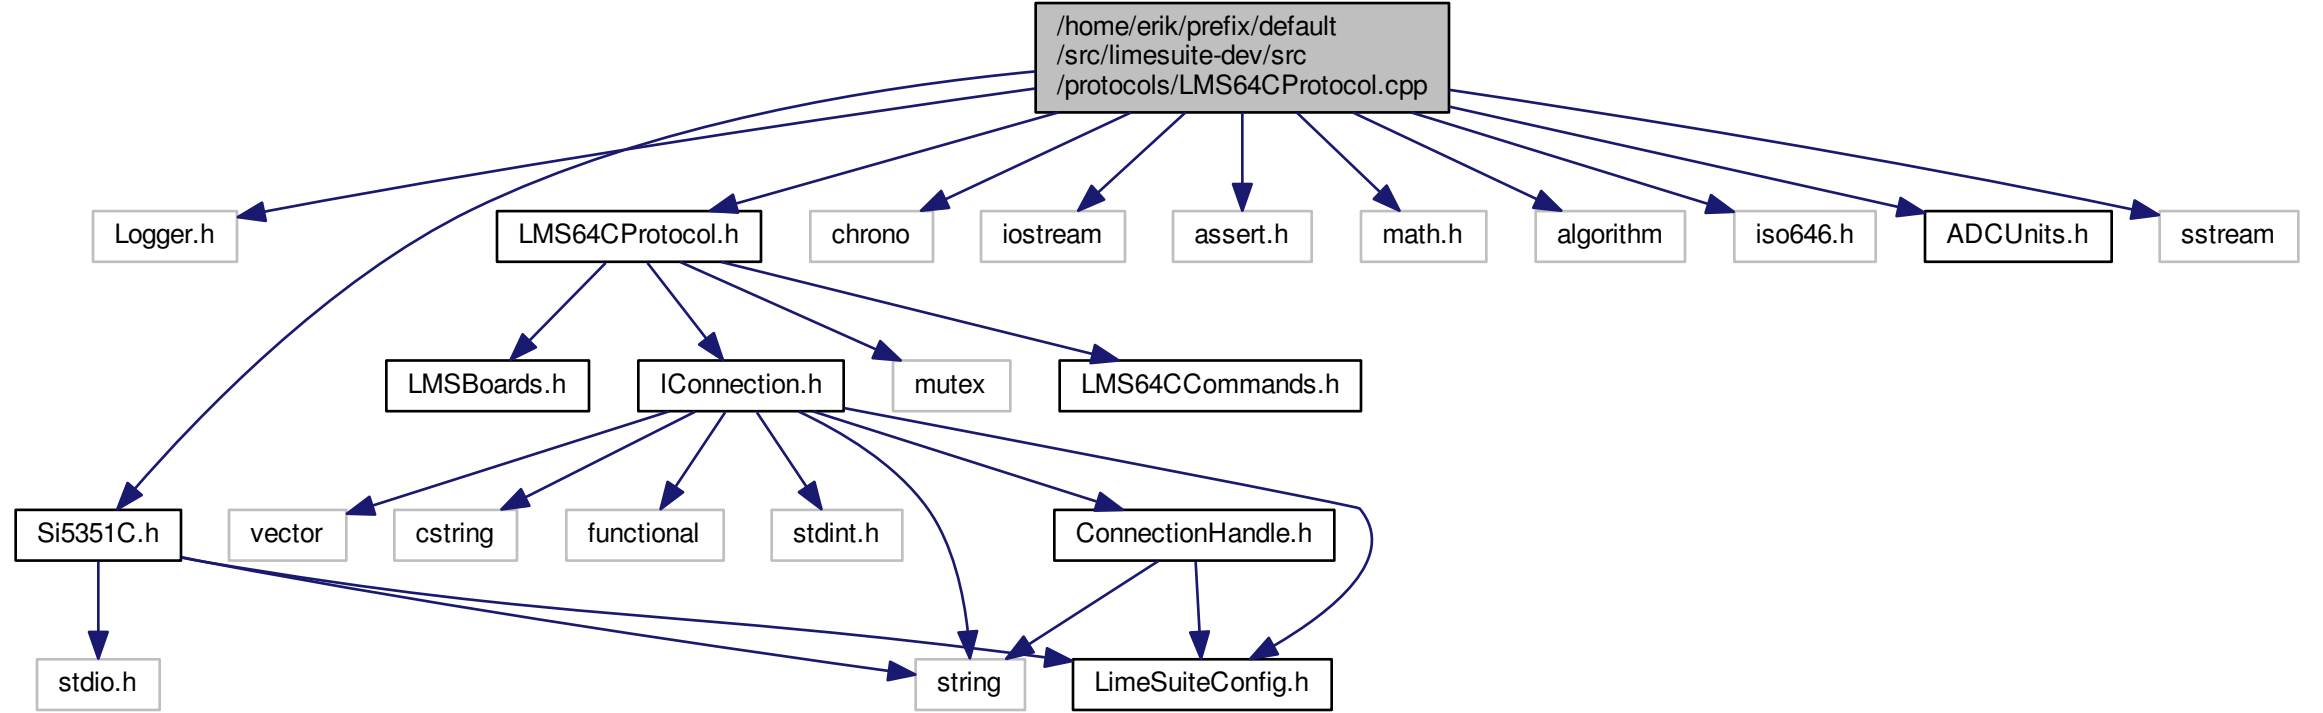 /home/erik/prefix/default
/src/limesuite-dev/src
/protocols/LMS64CProtocol.cpp
Logger.h
LMS64CProtocol.h
chrono
iostream
assert.h
math.h
algorithm
iso646.h
ADCUnits.h
sstream
LMSBoards.h
IConnection.h
mutex
LMS64CCommands.h
Si5351C.h
vector
cstring
functional
stdint.h
ConnectionHandle.h
stdio.h
string
LimeSuiteConfig.h